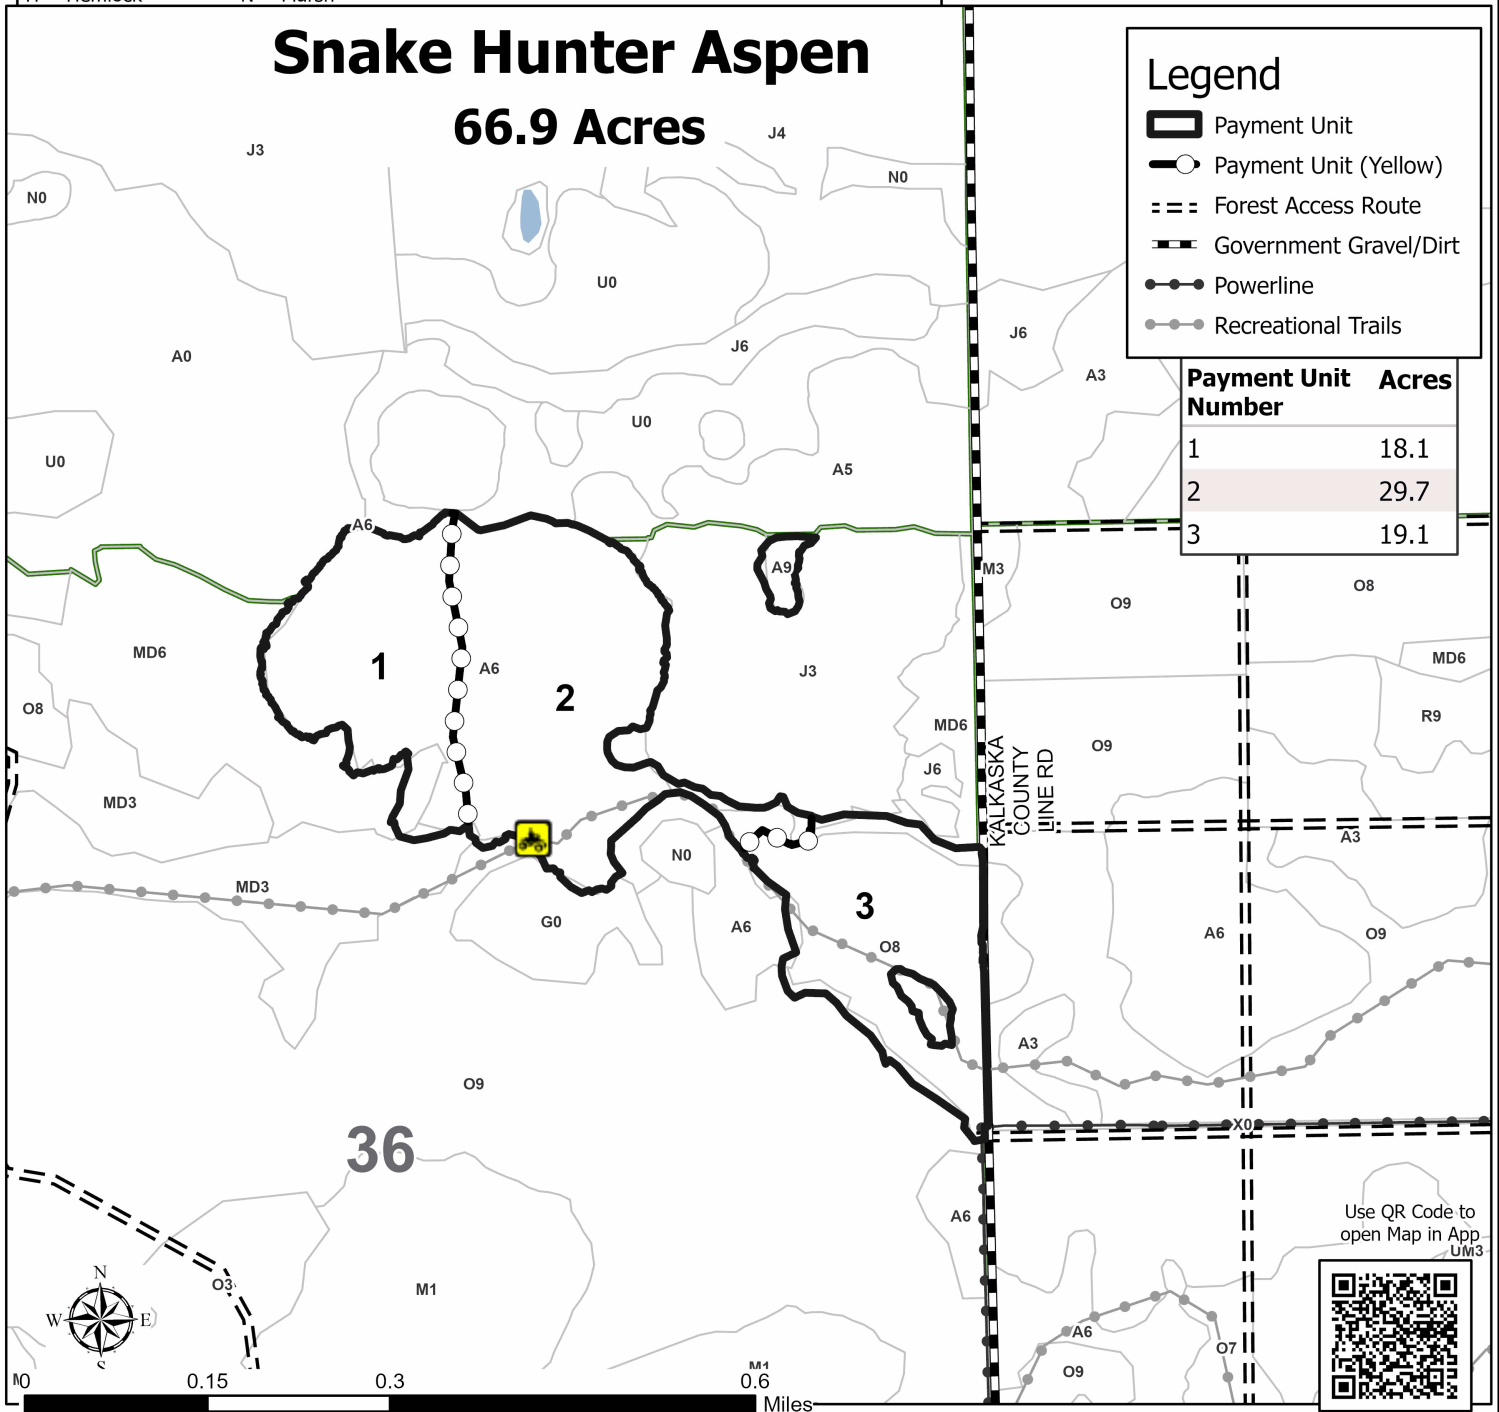 Snake Hunter Aspen
66.9 Acres
Legend
Payment Unit
Payment Unit (Yellow)
Forest Access Route
Government Gravel/Dirt
Powerline
Recreational Trails
Payment Unit Number Acres
1 18.1
2 29.7
3 19.1
J3
J4
N0
N0
U0
J6
J6
A0
A3
U0
U0
A5
A6
A9
M3
O9
O8
MD6
1
A6
2
J3
MD6
O8
MD6
R9
O9
J6
KALKASKA
COUNTY
LINE RD
MD3
A3
N0
MD3
3
G0
A6
O8
A6
O9
A3
O9
X0
36
A6
Use QR Code to
open Map in App
UM3
O3
M1
N
W E
S
A6
O7
O9
M1
0 0.15 0.3 0.6
Miles